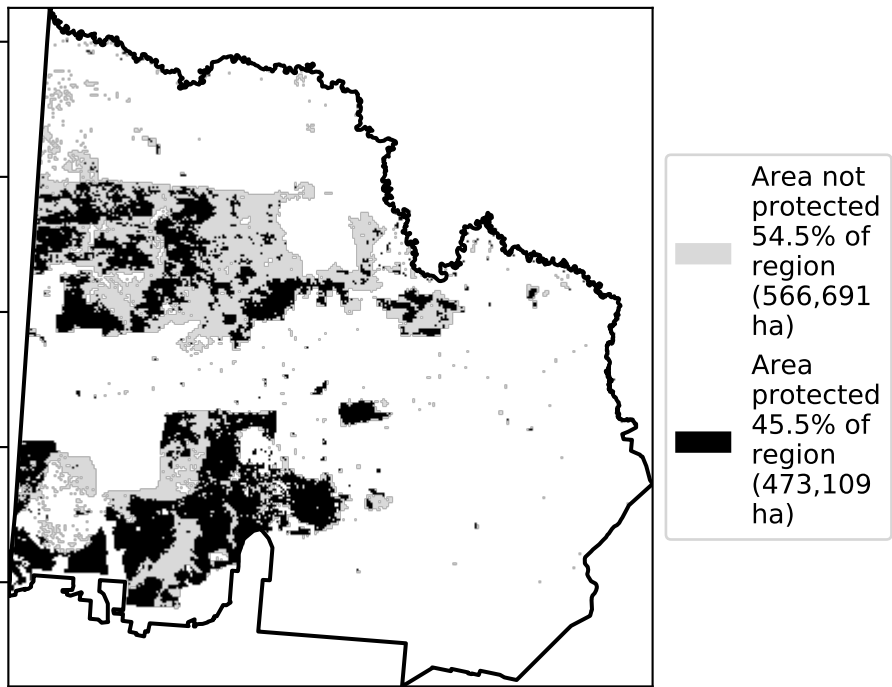 Area not
protected
54.5% of
region
(566,691
ha)
Area
protected
45.5% of
region
(473,109
ha)